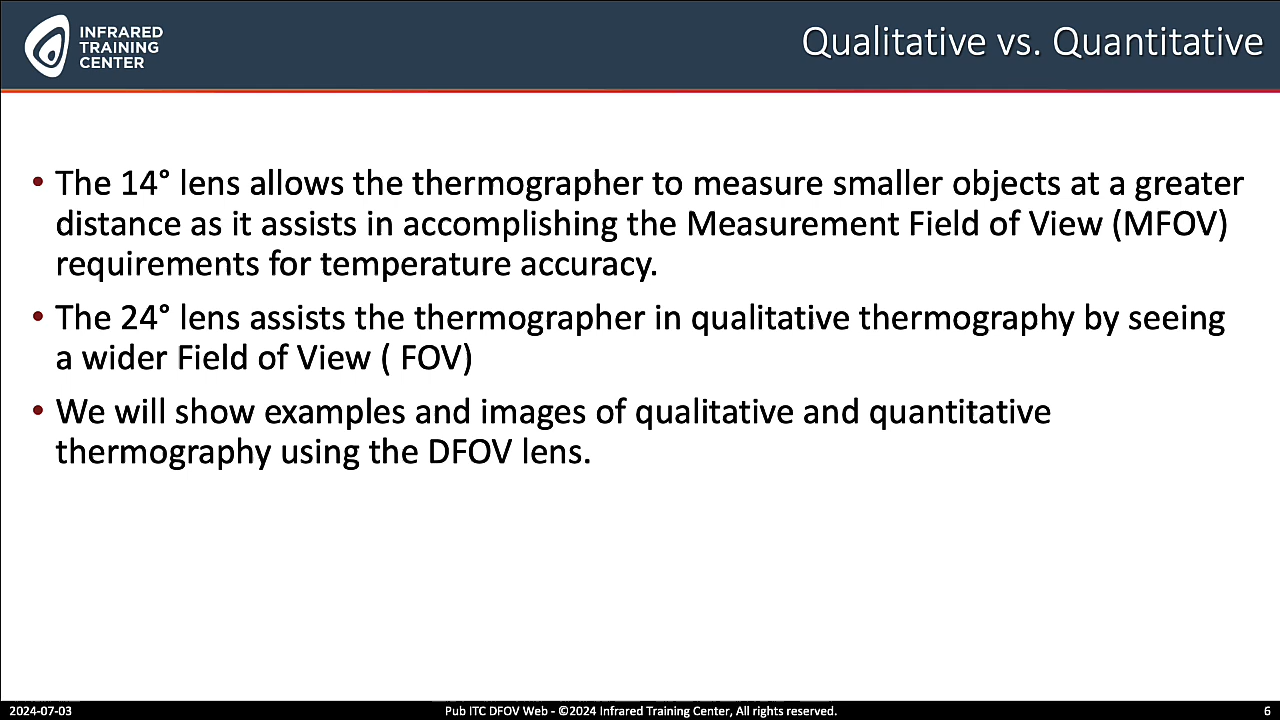 INFRARED
TRAINING
CENTER
Qualitative vs. Quantitative
• The 14° lens allows the thermographer to measure smaller objects at a greater
distance as it assists in accomplishing the Measurement Field of View (MFOV)
requirements for temperature accuracy.
• The 24° lens assists the thermographer in qualitative thermography by seeing
a wider Field of View ( FOV)
• We will show examples and images of qualitative and quantitative
thermography using the DFOV lens.
2024-07-03
Pub ITC DFOV Web - ©2024 Infrared Training Center, All rights reserved.
6